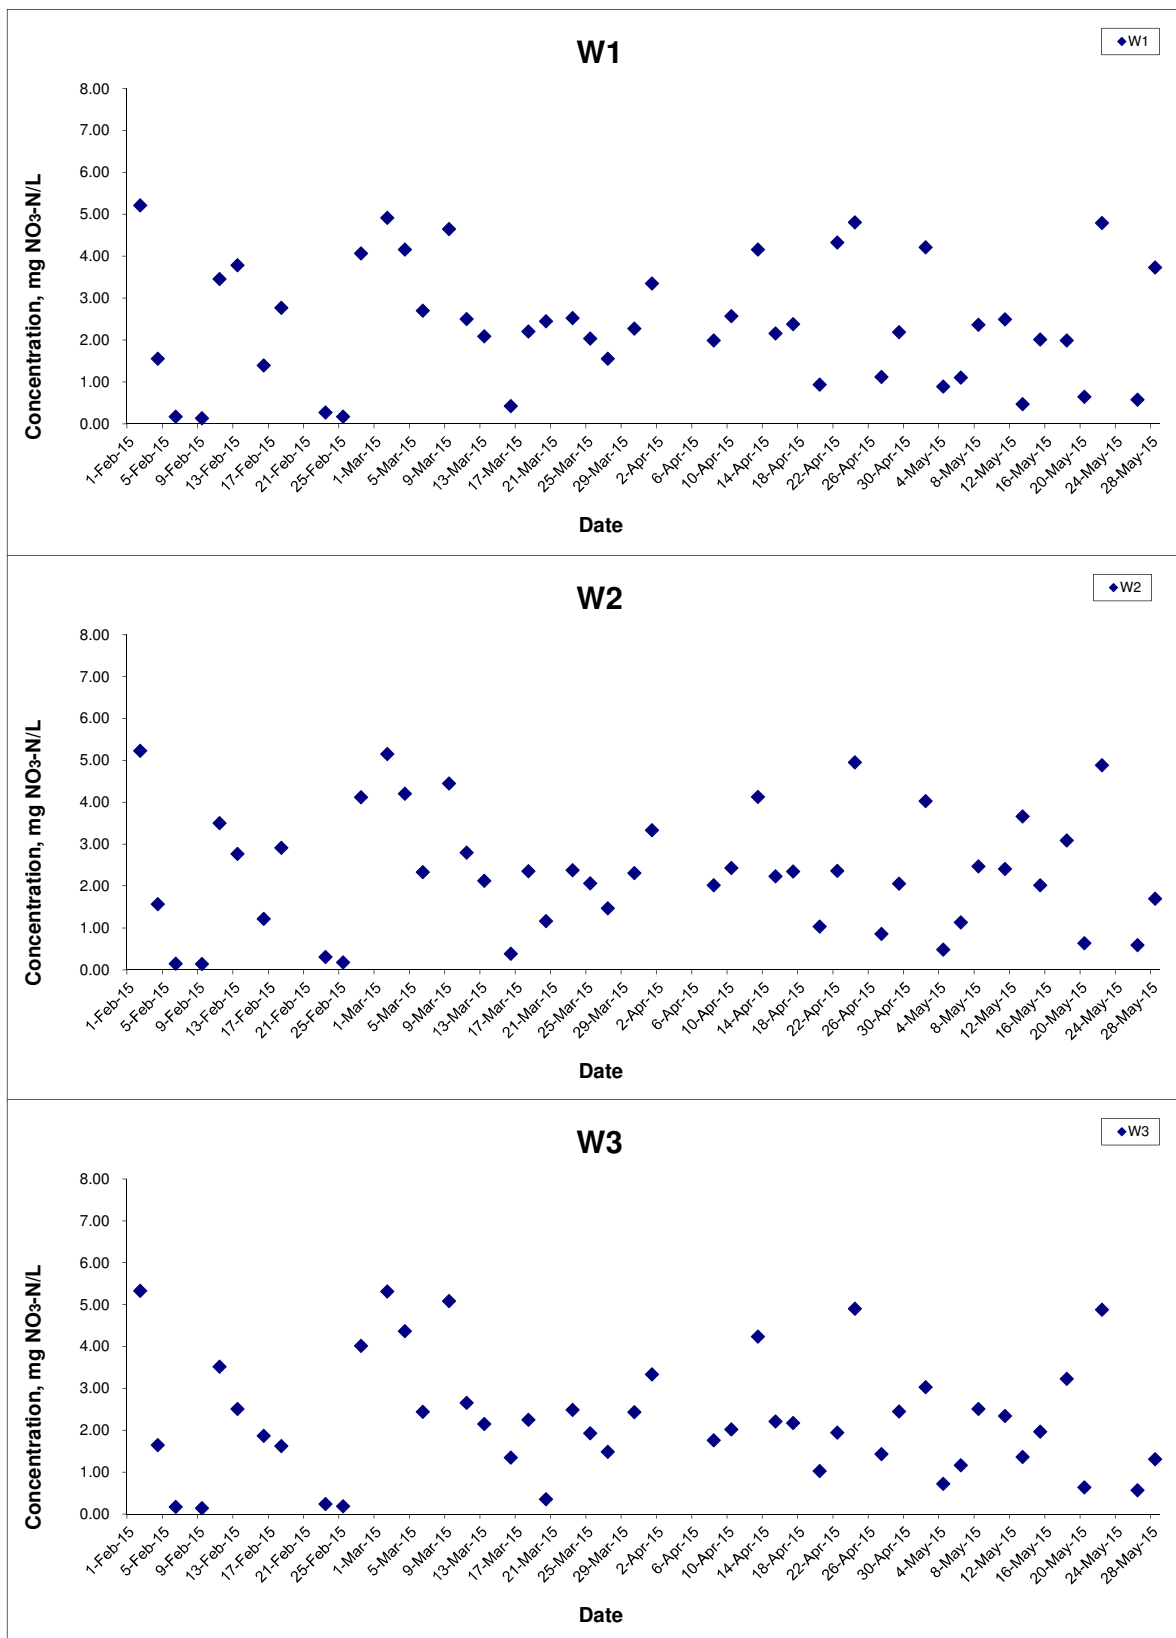 W1
W1
Concentration, mg NO3-N/L
8.00
7.00
6.00
5.00
4.00
3.00
2.00
1.00
0.00
1-Feb-15
5-Feb-15
9-Feb-15
13-Feb-15
17-Feb-15
21-Feb-15
25-Feb-15
1-Mar-15
5-Mar-15
9-Mar-15
13-Mar-15
17-Mar-15
21-Mar-15
25-Mar-15
29-Mar-15
2-Apr-15
6-Apr-15
10-Apr-15
14-Apr-15
18-Apr-15
22-Apr-15
26-Apr-15
30-Apr-15
4-May-15
8-May-15
12-May-15
16-May-15
20-May-15
24-May-15
28-May-15
Date
W2
W2
Concentration, mg NO3-N/L
8.00
7.00
6.00
5.00
4.00
3.00
2.00
1.00
0.00
1-Feb-15
5-Feb-15
9-Feb-15
13-Feb-15
17-Feb-15
21-Feb-15
25-Feb-15
1-Mar-15
5-Mar-15
9-Mar-15
13-Mar-15
17-Mar-15
21-Mar-15
25-Mar-15
29-Mar-15
2-Apr-15
6-Apr-15
10-Apr-15
14-Apr-15
18-Apr-15
22-Apr-15
26-Apr-15
30-Apr-15
4-May-15
8-May-15
12-May-15
16-May-15
20-May-15
24-May-15
28-May-15
Date
W3
W3
Concentration, mg NO3-N/L
8.00
7.00
6.00
5.00
4.00
3.00
2.00
1.00
0.00
1-Feb-15
5-Feb-15
9-Feb-15
13-Feb-15
17-Feb-15
21-Feb-15
25-Feb-15
1-Mar-15
5-Mar-15
9-Mar-15
13-Mar-15
17-Mar-15
21-Mar-15
25-Mar-15
29-Mar-15
2-Apr-15
6-Apr-15
10-Apr-15
14-Apr-15
18-Apr-15
22-Apr-15
26-Apr-15
30-Apr-15
4-May-15
8-May-15
12-May-15
16-May-15
20-May-15
24-May-15
28-May-15
Date